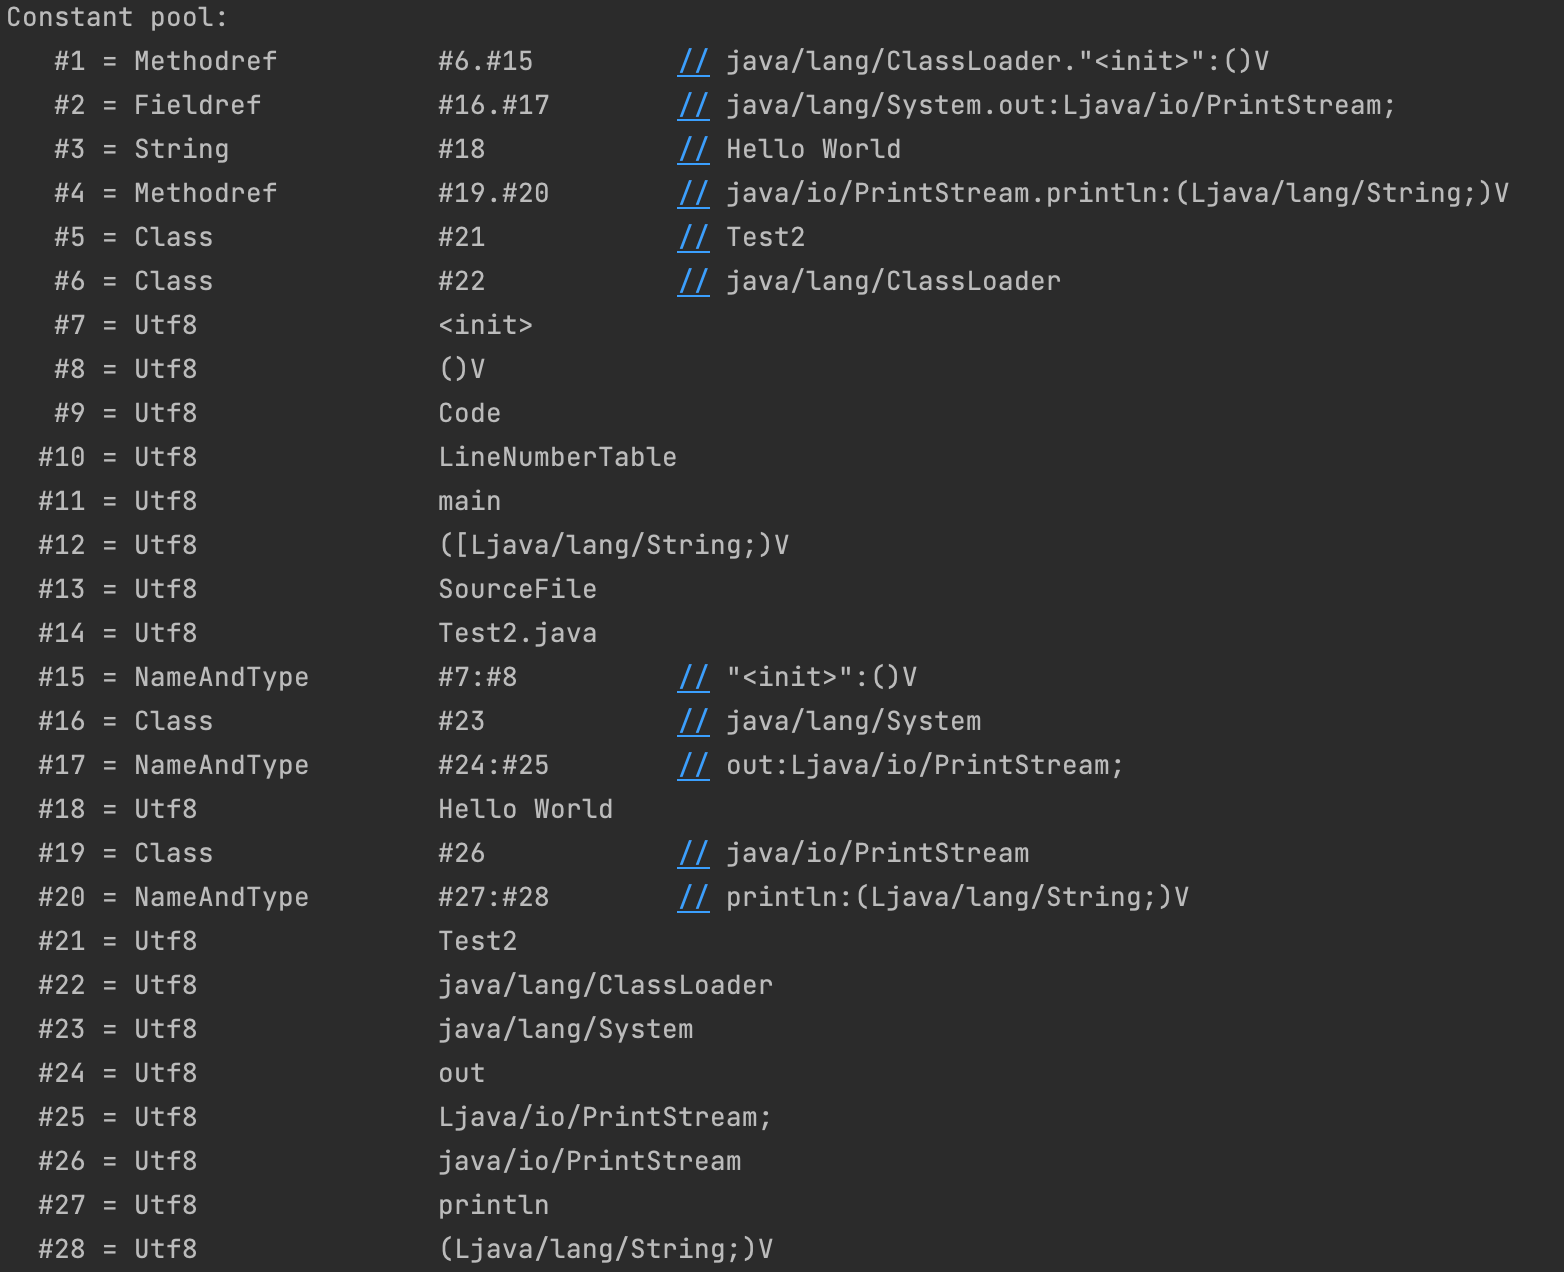 Constant pool:
   #1 = Methodref          #6.#15         // java/lang/ClassLoader."<init>":()V
   #2 = Fieldref           #16.#17        // java/lang/System.out:Ljava/io/PrintStream;
   #3 = String             #18            // Hello World
   #4 = Methodref          #19.#20        // java/io/PrintStream.println:(Ljava/lang/String;)V
   #5 = Class              #21            // Test2
   #6 = Class              #22            // java/lang/ClassLoader
   #7 = Utf8               <init>
   #8 = Utf8               ()V
   #9 = Utf8               Code
  #10 = Utf8               LineNumberTable
  #11 = Utf8               main
  #12 = Utf8               ([Ljava/lang/String;)V
  #13 = Utf8               SourceFile
  #14 = Utf8               Test2.java
  #15 = NameAndType        #7:#8          // "<init>":()V
  #16 = Class              #23            // java/lang/System
  #17 = NameAndType        #24:#25        // out:Ljava/io/PrintStream;
  #18 = Utf8               Hello World
  #19 = Class              #26            // java/io/PrintStream
  #20 = NameAndType        #27:#28        // println:(Ljava/lang/String;)V
  #21 = Utf8               Test2
  #22 = Utf8               java/lang/ClassLoader
  #23 = Utf8               java/lang/System
  #24 = Utf8               out
  #25 = Utf8               Ljava/io/PrintStream;
  #26 = Utf8               java/io/PrintStream
  #27 = Utf8               println
  #28 = Utf8               (Ljava/lang/String;)V